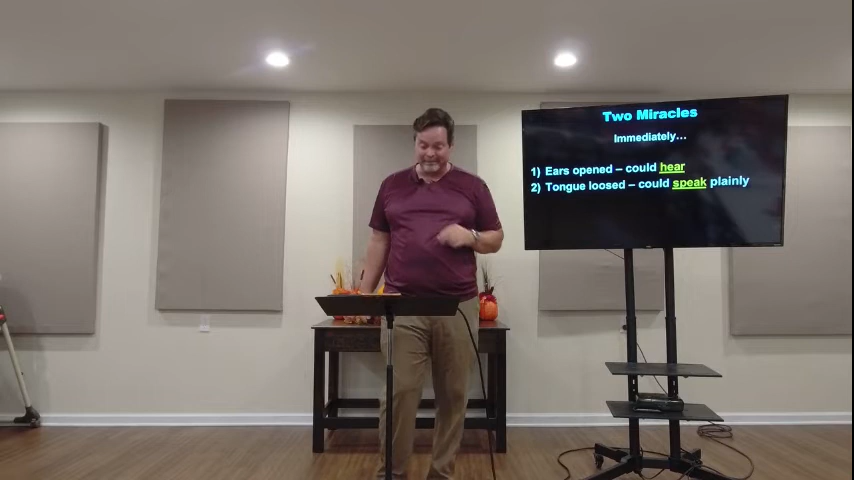 Two Miracles
Immediately...
1) Ears opened – could hear
2) Tongue loosed – could speak plainly